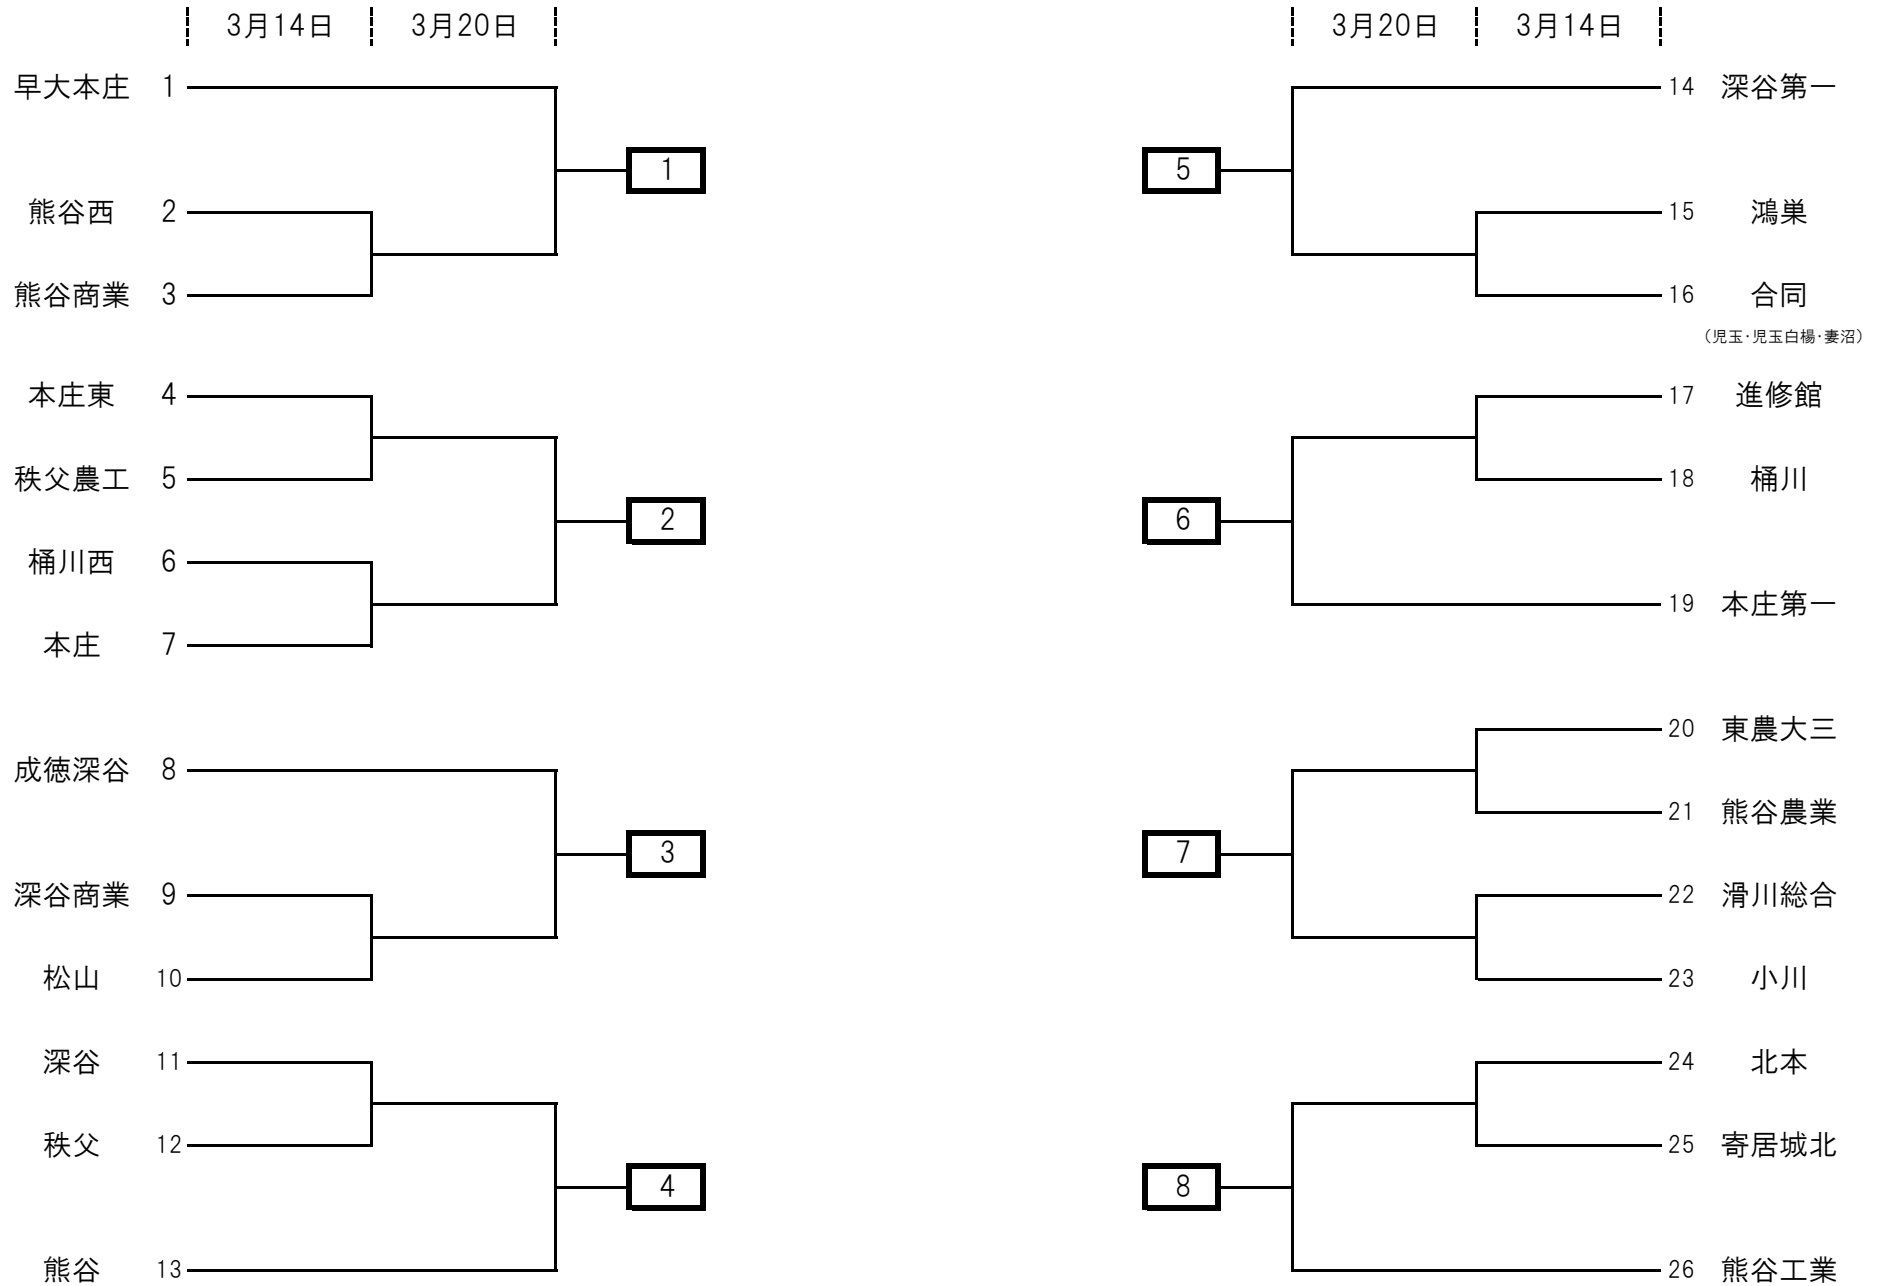 3月14日 3月20日 3月20日 3月14日
早大本庄 1
14 深谷第一
1
5
熊谷西 2
15 鴻巣
熊谷商業 3
16 合同
（児玉・児玉白楊・妻沼）
本庄東 4
17 進修館
秩父農工 5
18 桶川
2
6
桶川西 6
19 本庄第一
本庄 7
20 東農大三
成徳深谷 8
21 熊谷農業
3
7
深谷商業 9
22 滑川総合
松山 10
23 小川
深谷 11
24 北本
秩父 12
25 寄居城北
4
8
熊谷 13
26 熊谷工業